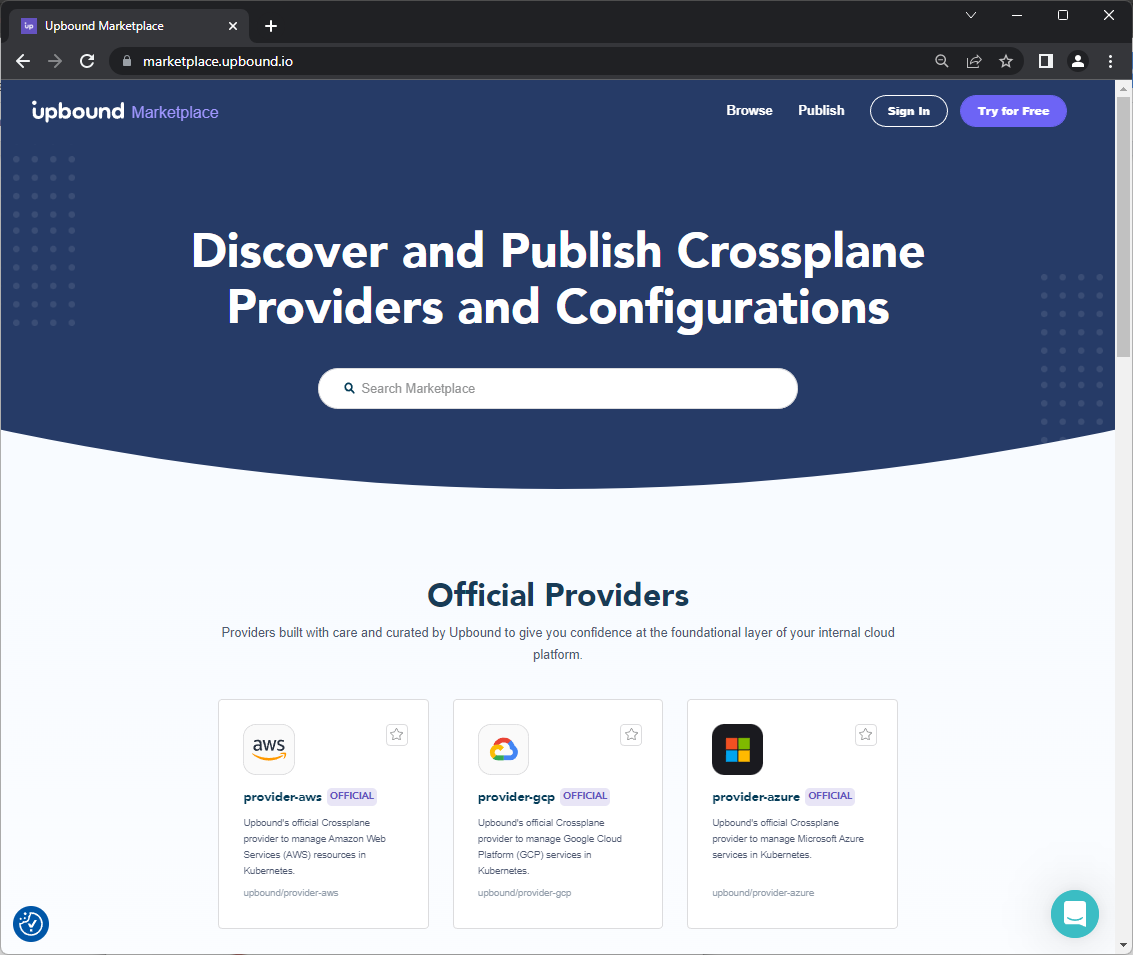 up Upbound Marketplace
marketplace.upbound.io
upbound Marketplace
Browse Publish Sign In Try for Free
Discover and Publish Crossplane
Providers and Configurations
Search Marketplace
Official Providers
Providers built with care and curated by Upbound to give you confidence at the foundational layer of your internal cloud
platform.
aws
provider-aws OFFICIAL
Upbound's official Crossplane
provider to manage Amazon Web
Services (AWS) resources in
Kubernetes.
upbound/provider-aws
provider-gcp OFFICIAL
Upbound's official Crossplane
provider to manage Google Cloud
Platform (GCP) services in
Kubernetes.
upbound/provider-gcp
provider-azure OFFICIAL
Upbound's official Crossplane
provider to manage Microsoft Azure
services in Kubernetes.
upbound/provider-azure